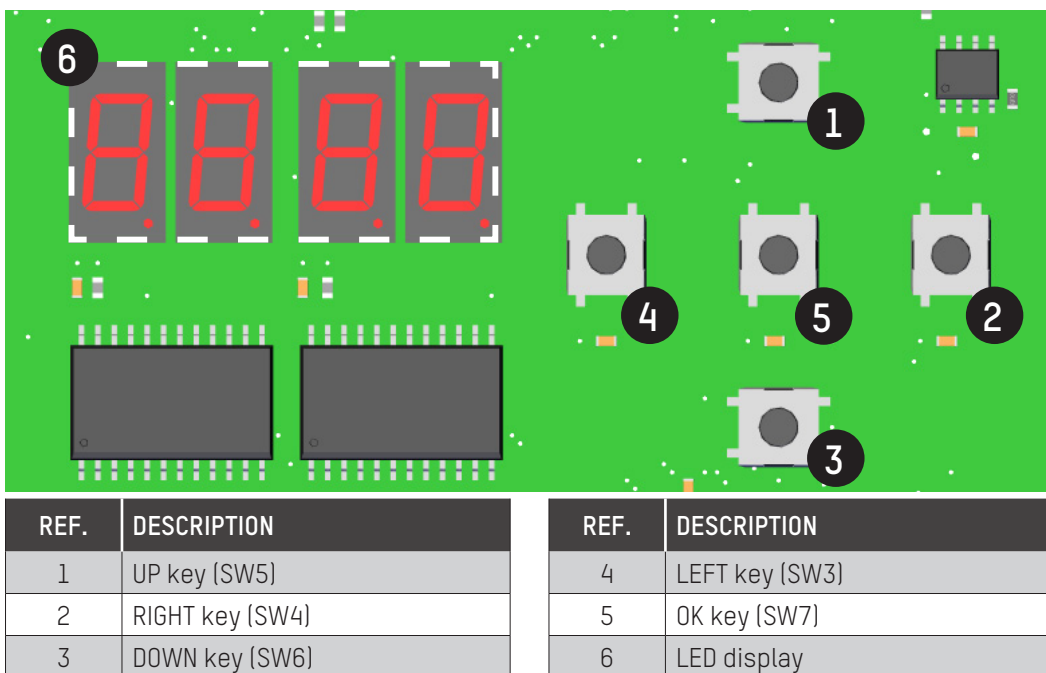 6
1
4
5
2
3
REF. DESCRIPTION
1 UP key (SW5)
2 RIGHT key (SW4)
3 DOWN key (SW6)
REF. DESCRIPTION
4 LEFT key (SW3)
5 OK key (SW7)
6 LED display